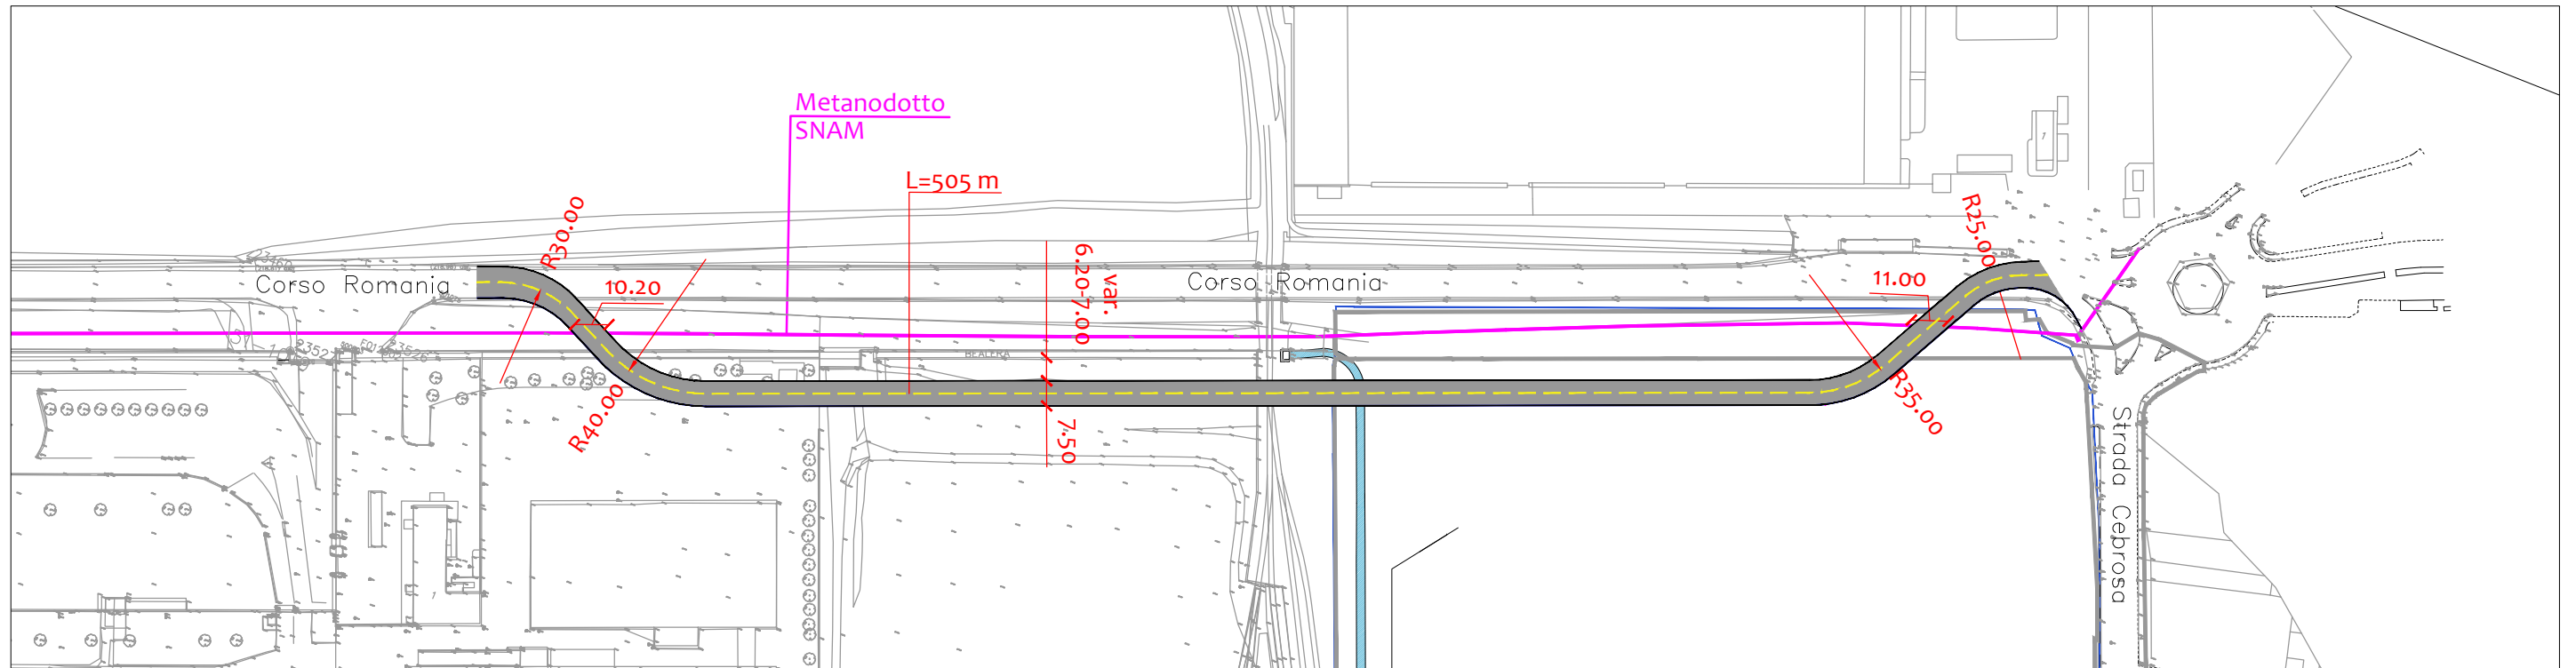 Metanodotto
SNAM
L=505 m
R30.00
10.20
R40.00
Corso Romania
var.
6.20-7.00
7.50
Corso Romania
BEALERA
R25.00
11.00
R35.00
Strada Cebrosa